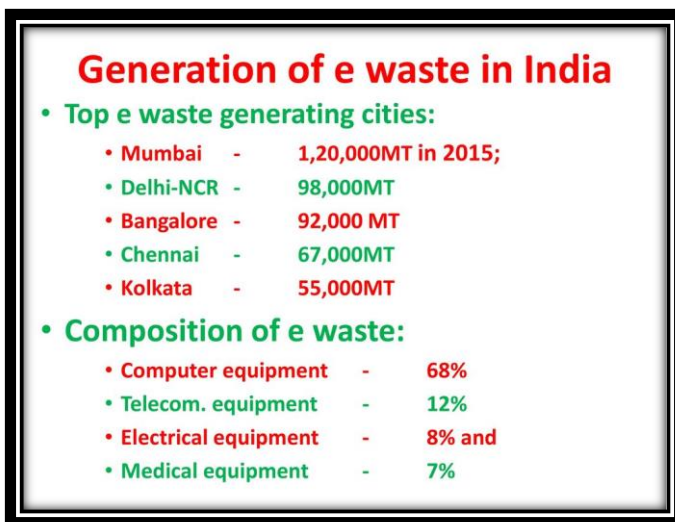 Generation of e waste in India
• Top e waste generating cities:
• Mumbai - 1,20,000MT in 2015;
• Delhi-NCR - 98,000MT
• Bangalore - 92,000 MT
• Chennai - 67,000MT
• Kolkata - 55,000MT
• Composition of e waste:
• Computer equipment - 68%
• Telecom. equipment - 12%
• Electrical equipment - 8% and
• Medical equipment - 7%